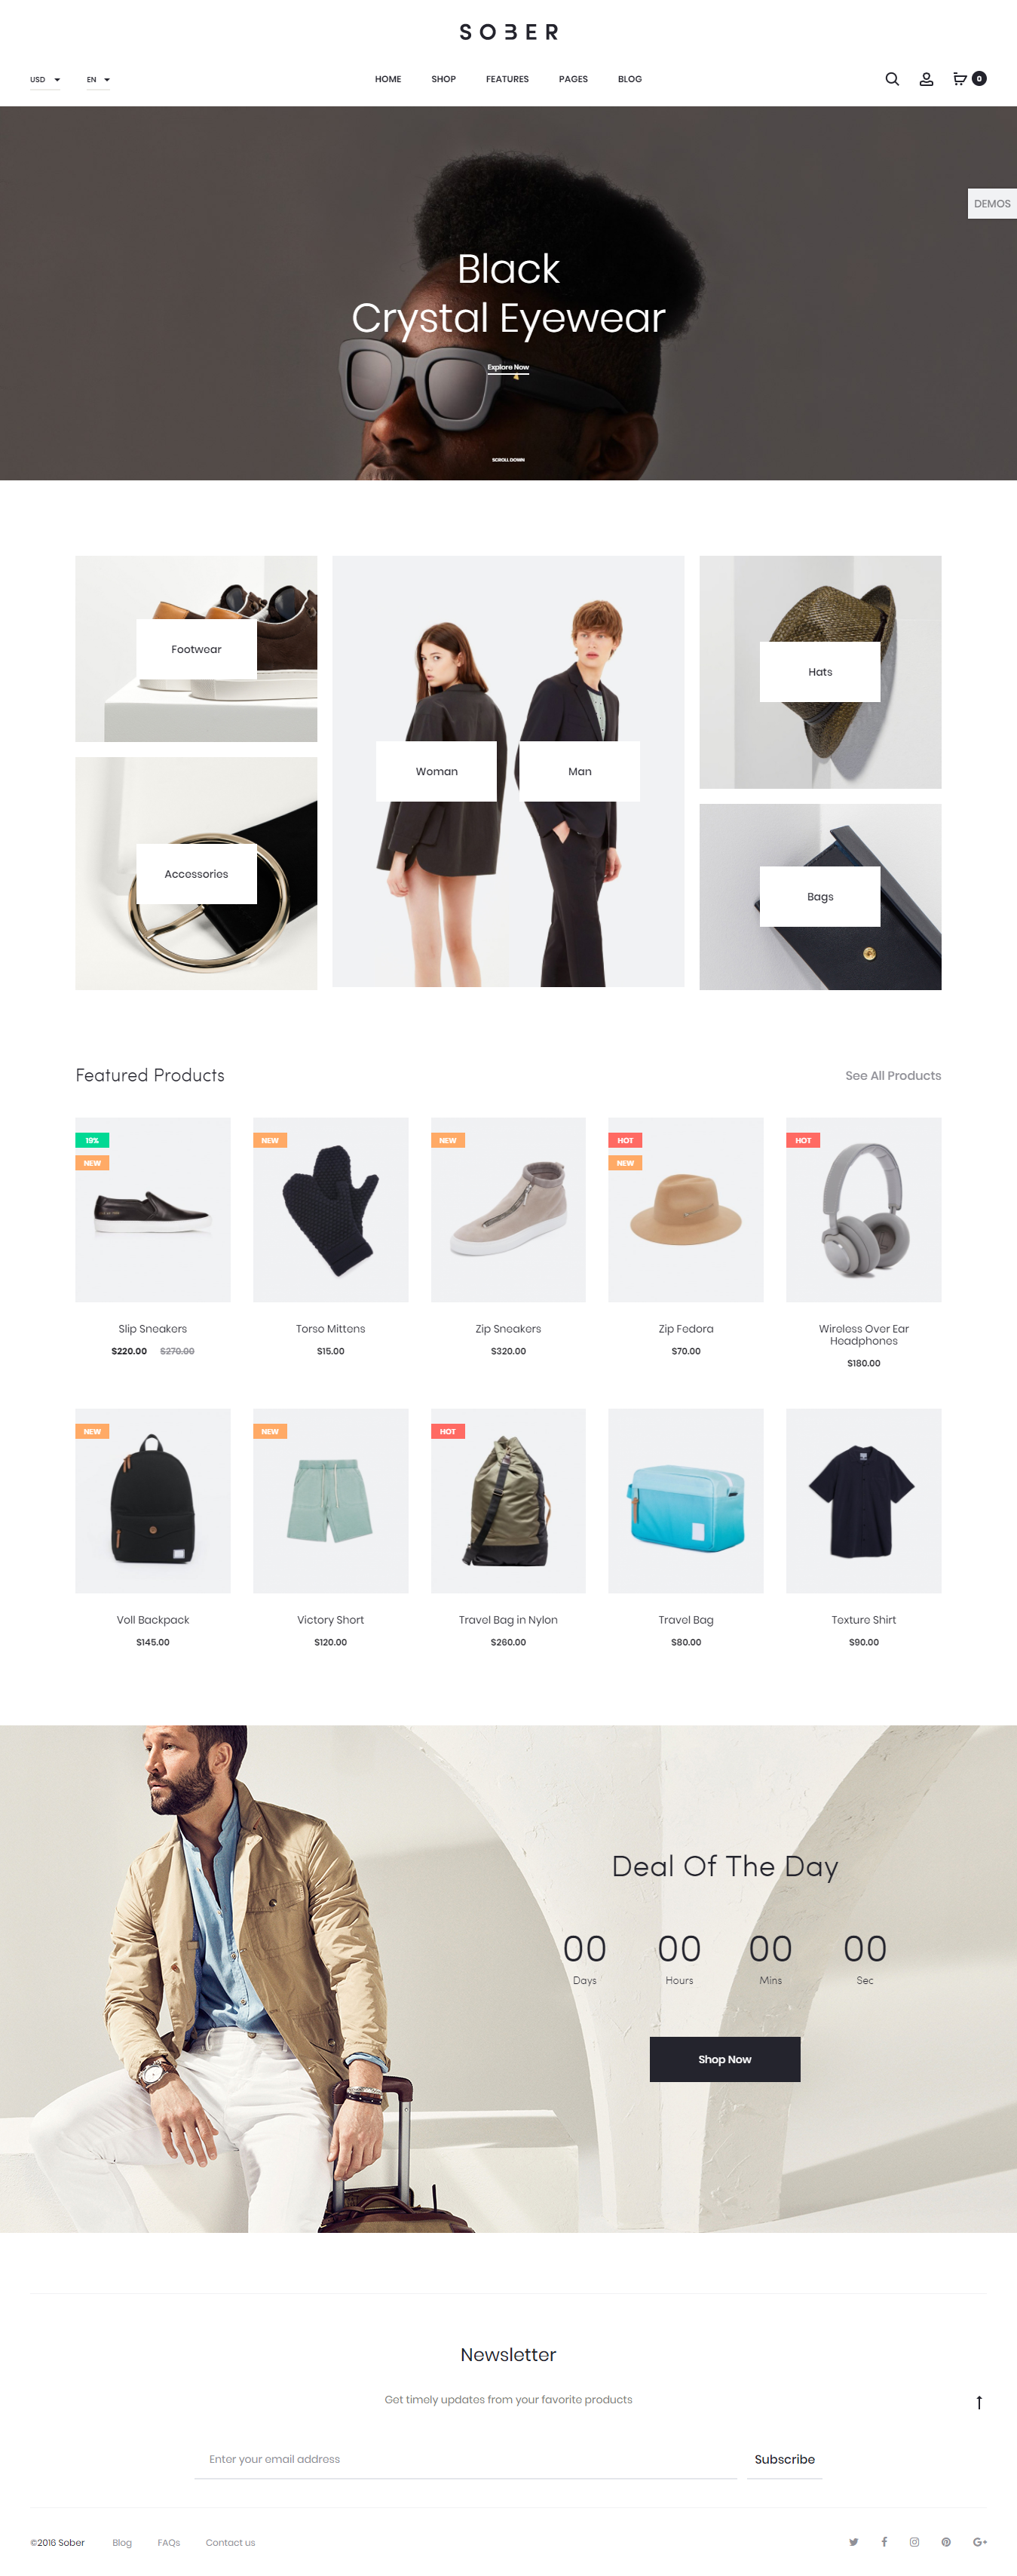 SOBER
USD
EN
HOME
SHOP
FEATURES
PAGES
BLOG
0
DEMOS
Black
Crystal Eyewear
Explore Now
SCROLL DOWN
Footwear
Woman
Man
Hats
Accessories
Bags
Featured Products
See All Products
19%
NEW
NEW
NEW
HOT
NEW
HOT
Slip Sneakers
$220.00 $270.00
Torso Mittens
$15.00
Zip Sneakers
$320.00
Zip Fedora
$70.00
Wireless Over Ear
Headphones
$180.00
NEW
NEW
HOT
Voll Backpack
$145.00
Victory Short
$120.00
Travel Bag in Nylon
$260.00
Travel Bag
$80.00
Texture Shirt
$90.00
Deal Of The Day
00
Days
00
Hours
00
Mins
00
Sec
Shop Now
Newsletter
Get timely updates from your favorite products
Enter your email address
Subscribe
©2016 Sober
Blog
FAQs
Contact us